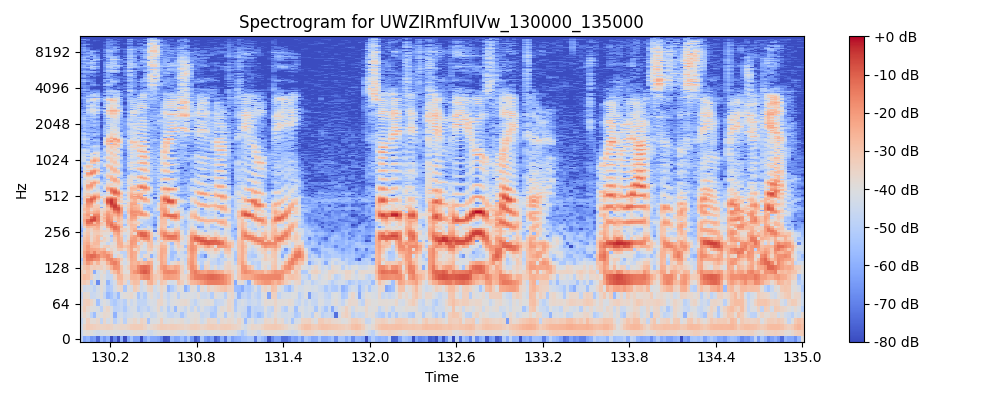 Spectrogram for UWZIRmfUIVw_130000_135000
Hz
8192
4096
2048
1024
512
256
128
64
0
130.2 130.8 131.4 132.0 132.6 133.2 133.8 134.4 135.0
Time
+0 dB
-10 dB
-20 dB
-30 dB
-40 dB
-50 dB
-60 dB
-70 dB
-80 dB